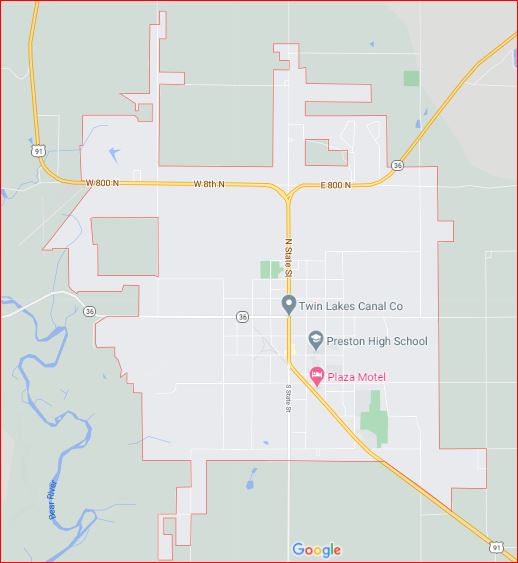 91
36
W 800 N
W 8th N
E 800 N
N State St
Twin Lakes Canal Co
36
36
Preston High School
Plaza Motel
S State St
Bear River
Google
91